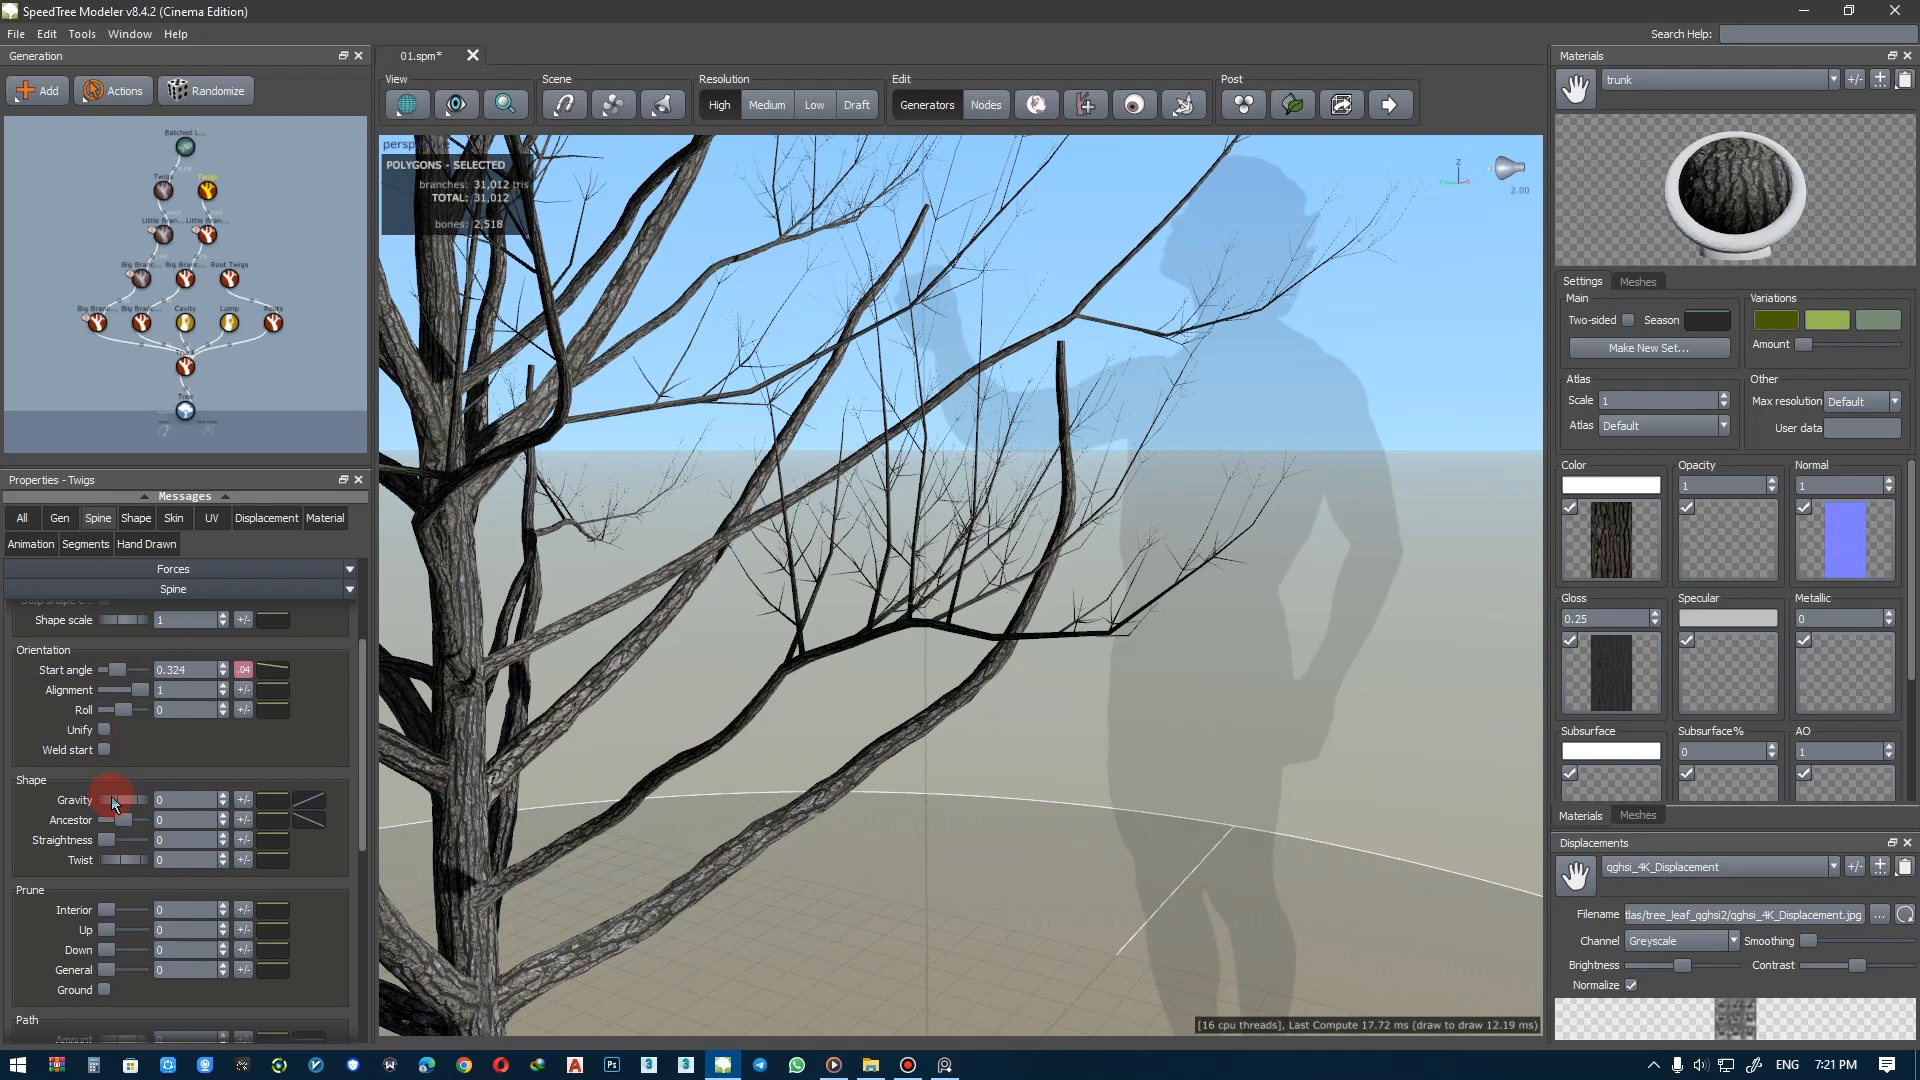 SpeedTree Modeler v8.4.2 (Cinema Edition)
File Edit Tools Window Help
Search Help:
Generation
01.spm*
Materials
Add Actions Randomize
View Scene Resolution Edit Post
High Medium Low Draft Generators Nodes
trunk +/-
Batched L...
Twigs Twigs
Little Bran... Little Bran...
Big Branc... Big Branc... Root Twigs
Big Branc... Big Branc... Cavity Lump Roots
Trunk
Tree
POLYGONS - SELECTED
branches: 31,012 tris
TOTAL: 31,012
bones: 2,518
Z
2.00
Settings Meshes
Main Variations
Two-sided Season
Make New Set... Amount
Atlas Other
Scale 1 Max resolution Default
Atlas Default User data
Color Opacity Normal
1 1
Gloss Specular Metallic
0.25 0
Subsurface Subsurface% AO
0 1
Materials Meshes
Displacements
qghsi_4K_Displacement +/-
Filename tlas/tree_leaf_qghsi2/qghsi_4K_Displacement.jpg ...
Channel Greyscale Smoothing
Brightness Contrast
Normalize
Properties - Twigs
Messages
All Gen Spine Shape Skin UV Displacement Material
Animation Segments Hand Drawn
Forces
Spine
Shape scale 1 +/-
Orientation
Start angle 0.324 .04
Alignment 1 +/-
Roll 0 +/-
Unify
Weld start
Shape
Gravity 0 +/-
Ancestor 0 +/-
Straightness 0 +/-
Twist 0 +/-
Prune
Interior 0 +/-
Up 0 +/-
Down 0 +/-
General 0 +/-
Ground
Path
Amount
[16 cpu threads], Last Compute 17.72 ms (draw to draw 12.19 ms)
ENG 7:21 PM